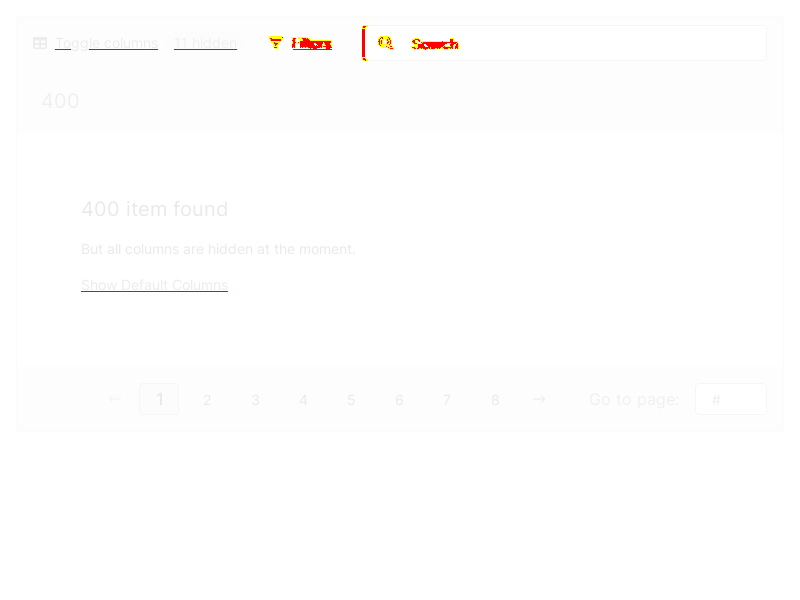 Toggle columns 11 hidden Filters Search
400
400 item found
But all columns are hidden at the moment.
Show Default Columns
← 1 2 3 4 5 6 7 8 → Go to page: #